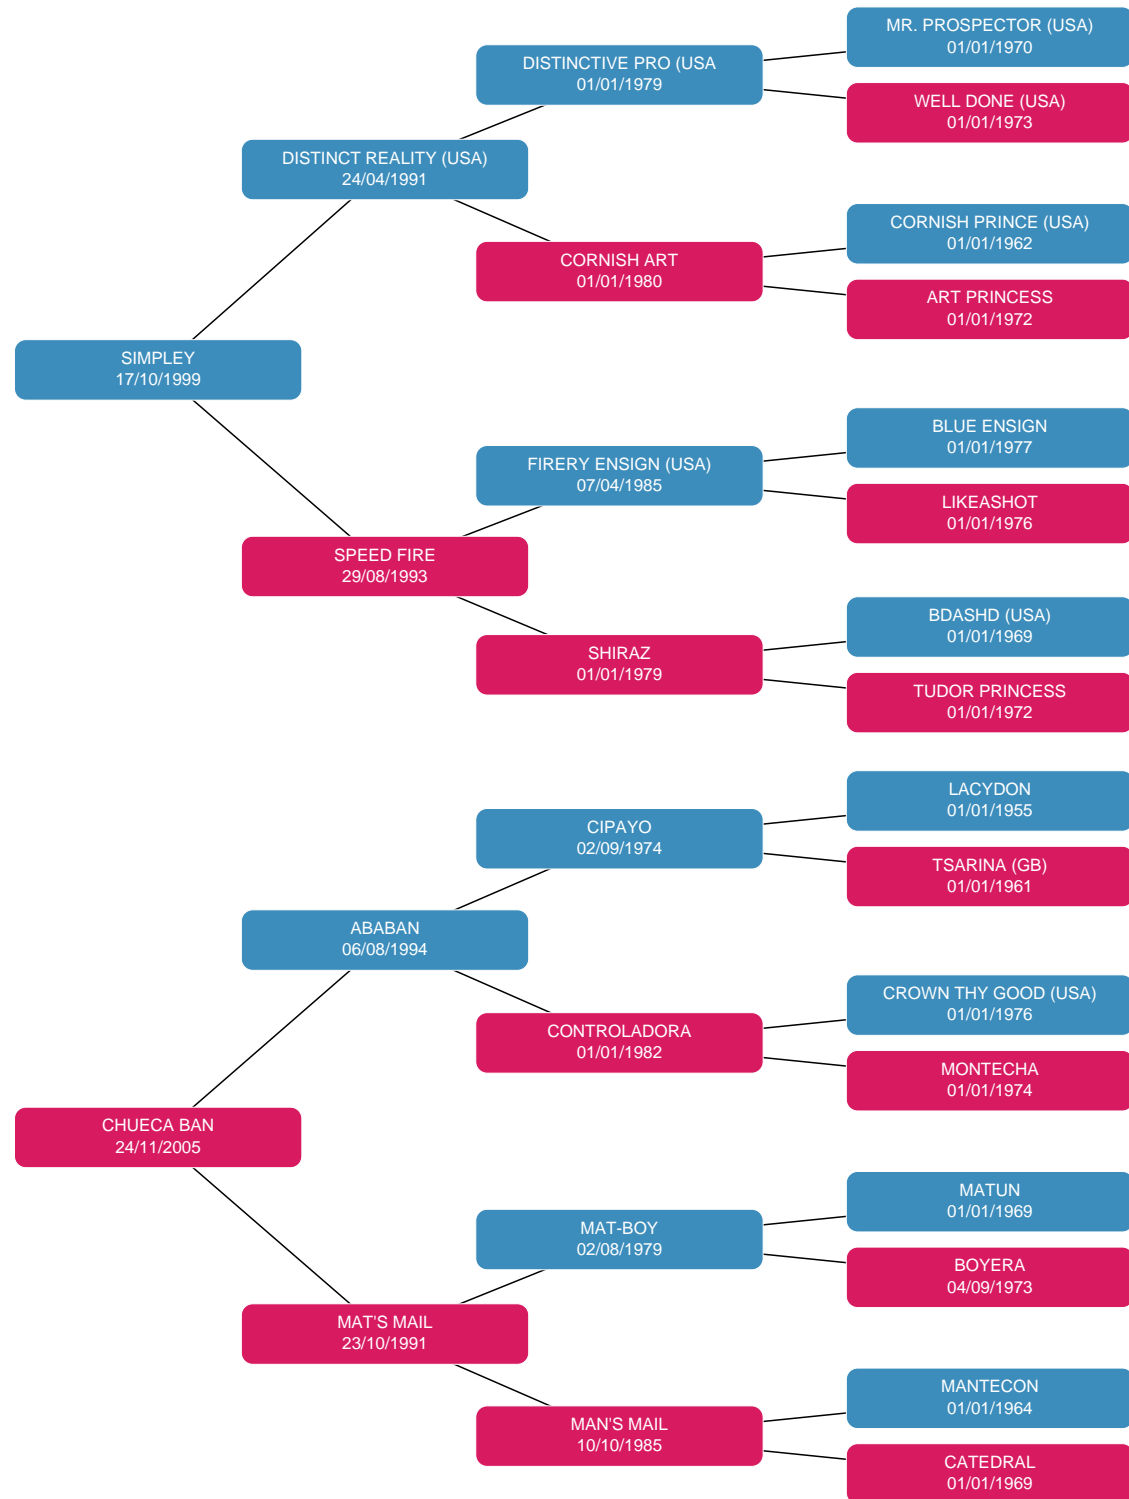 MR. PROSPECTOR (USA)
01/01/1970
DISTINCTIVE PRO (USA
01/01/1979
WELL DONE (USA)
01/01/1973
DISTINCT REALITY (USA)
24/04/1991
CORNISH PRINCE (USA)
01/01/1962
CORNISH ART
01/01/1980
ART PRINCESS
01/01/1972
SIMPLEY
17/10/1999
BLUE ENSIGN
01/01/1977
FIRERY ENSIGN (USA)
07/04/1985
LIKEASHOT
01/01/1976
SPEED FIRE
29/08/1993
BDASHD (USA)
01/01/1969
SHIRAZ
01/01/1979
TUDOR PRINCESS
01/01/1972
LACYDON
01/01/1955
CIPAYO
02/09/1974
TSARINA (GB)
01/01/1961
ABABAN
06/08/1994
CROWN THY GOOD (USA)
01/01/1976
CONTROLADORA
01/01/1982
MONTECHA
01/01/1974
CHUECA BAN
24/11/2005
MATUN
01/01/1969
MAT-BOY
02/08/1979
BOYERA
04/09/1973
MAT'S MAIL
23/10/1991
MANTECON
01/01/1964
MAN'S MAIL
10/10/1985
CATEDRAL
01/01/1969